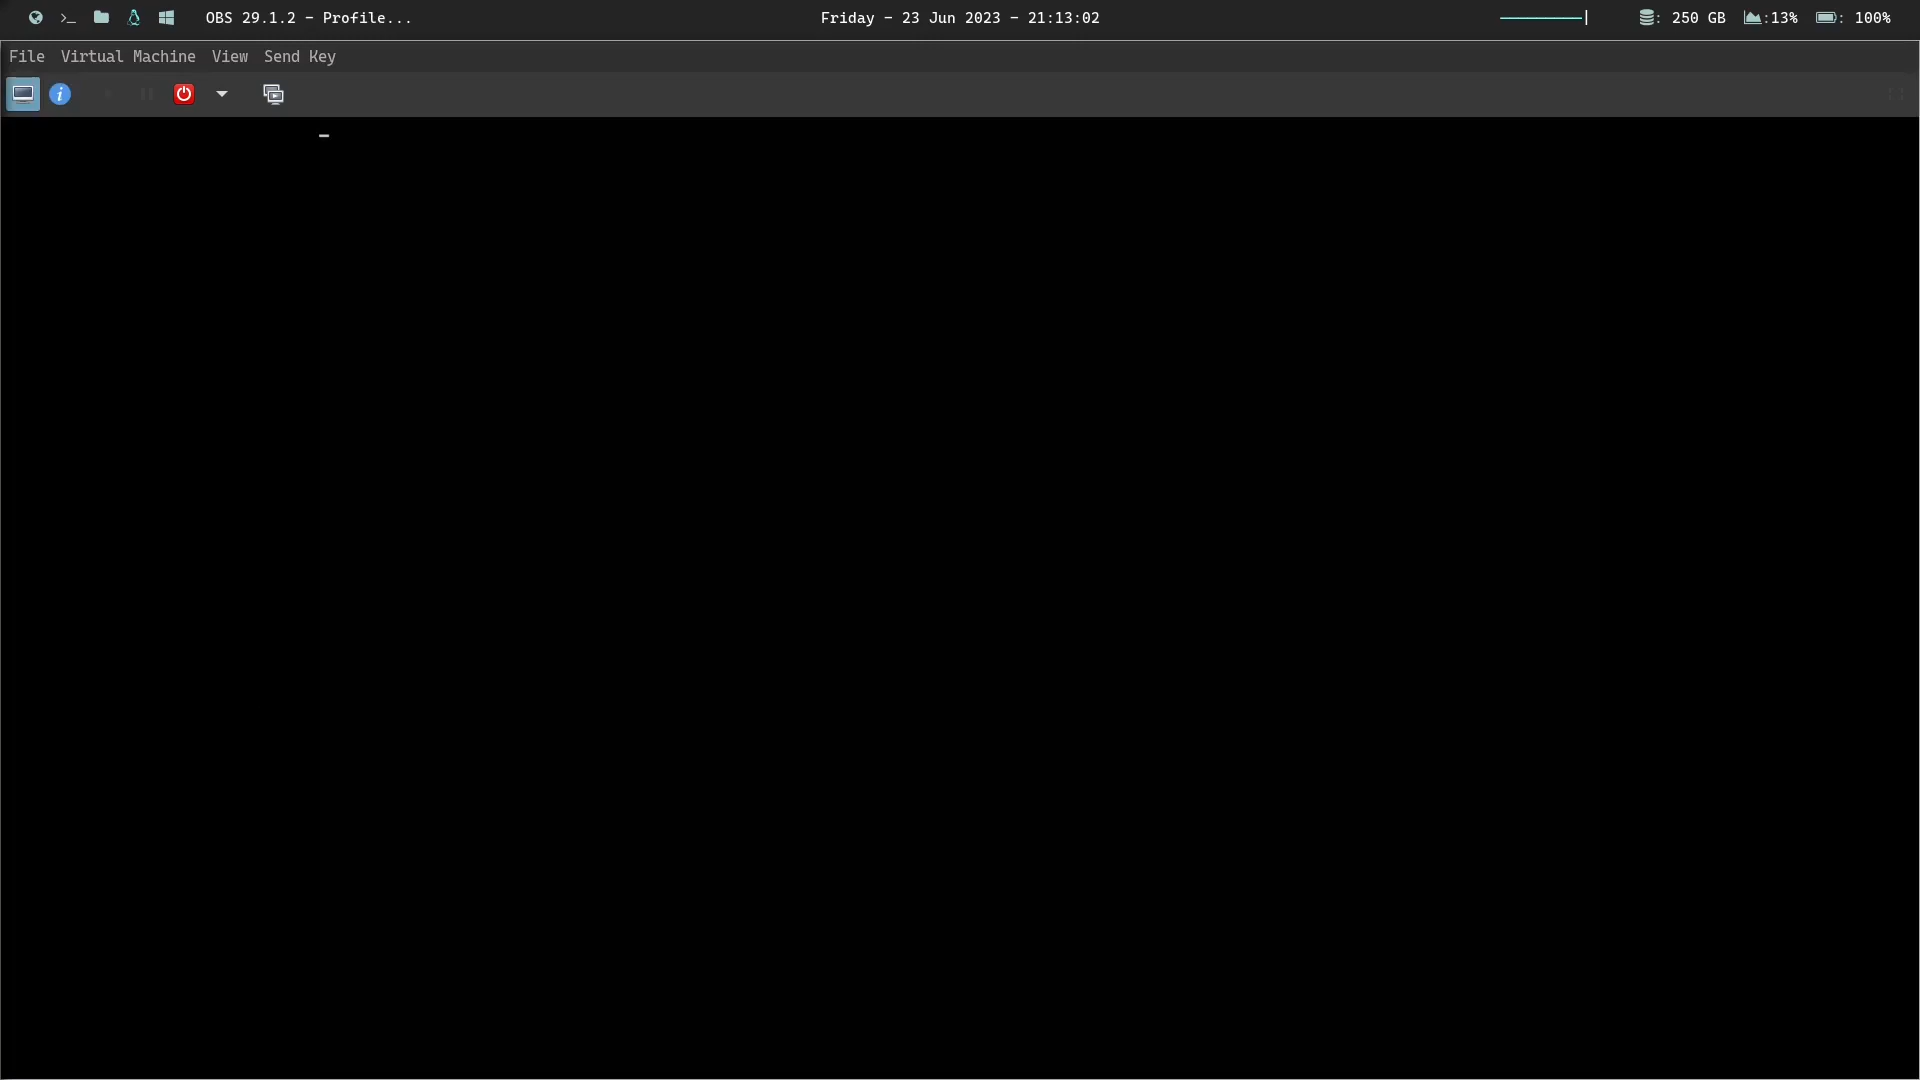 OBS 29.1.2 - Profile... Friday - 23 Jun 2023 - 21:13:02 : 250 GB :13% : 100%
File Virtual Machine View Send Key